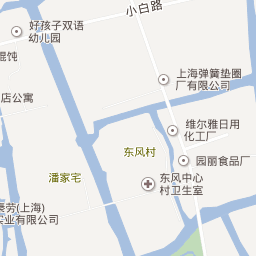 小白路
好孩子双语
幼儿园
馄饨
上海弹簧垫圈
厂有限公司
店公寓
维尔雅日用
化工厂
东风村
园丽食品厂
潘家宅
东风中心
村卫生室
劳(上海)
业有限公司